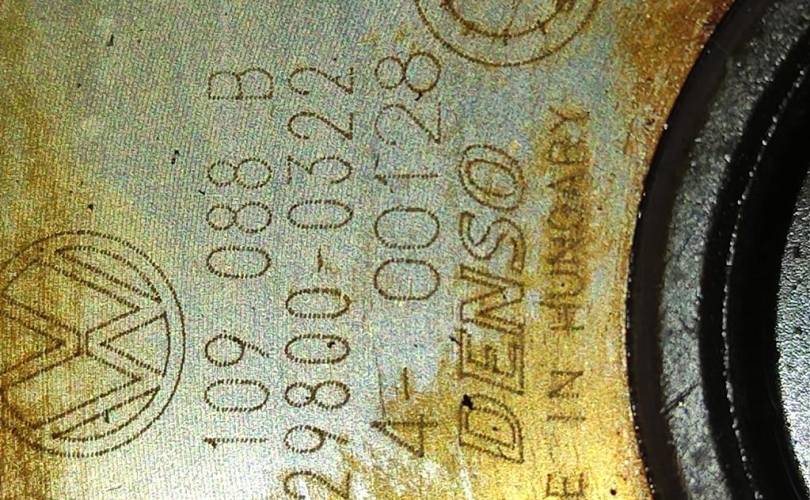 109 088 B
29800-0322
4- 00128
DENSO
E IN HUNGARY